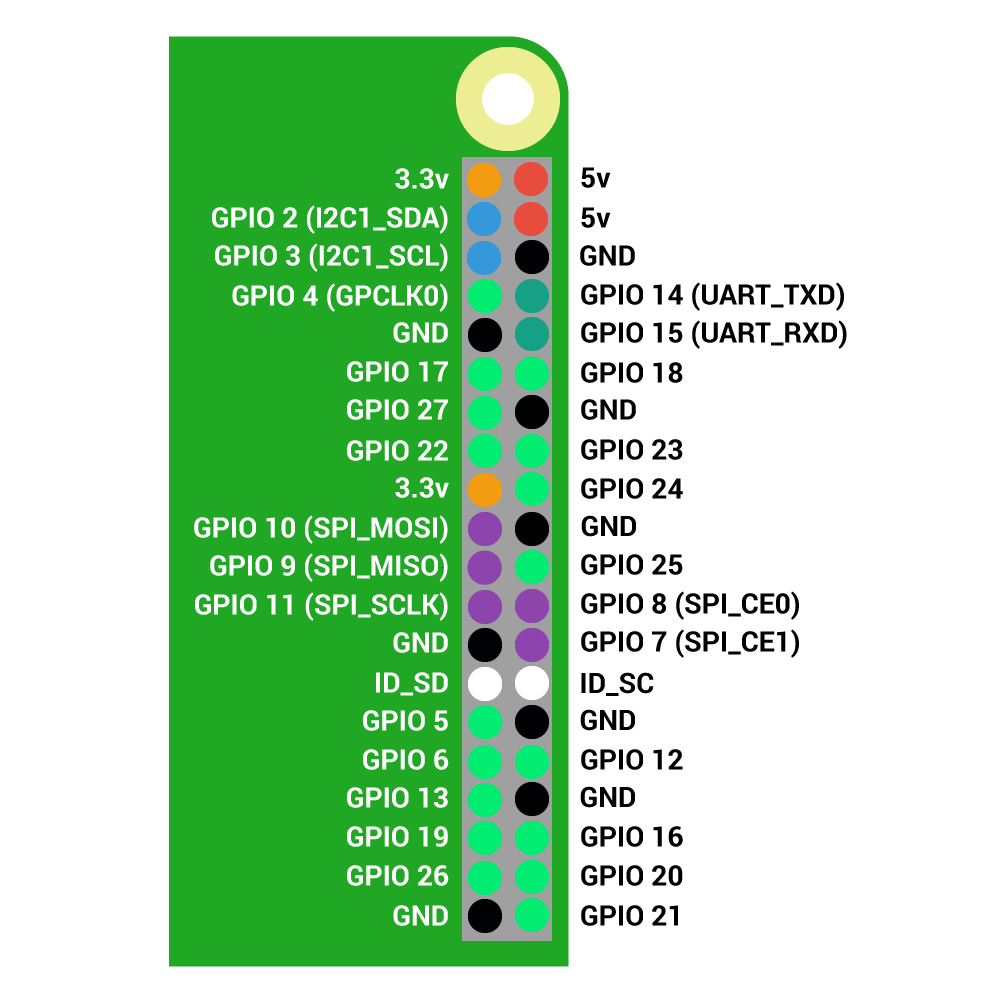 3.3v 5v
GPIO 2 (I2C1_SDA) 5v
GPIO 3 (I2C1_SCL) GND
GPIO 4 (GPCLK0) GPIO 14 (UART_TXD)
GND GPIO 15 (UART_RXD)
GPIO 17 GPIO 18
GPIO 27 GND
GPIO 22 GPIO 23
3.3v GPIO 24
GPIO 10 (SPI_MOSI) GND
GPIO 9 (SPI_MISO) GPIO 25
GPIO 11 (SPI_SCLK) GPIO 8 (SPI_CE0)
GND GPIO 7 (SPI_CE1)
ID_SD ID_SC
GPIO 5 GND
GPIO 6 GPIO 12
GPIO 13 GND
GPIO 19 GPIO 16
GPIO 26 GPIO 20
GND GPIO 21